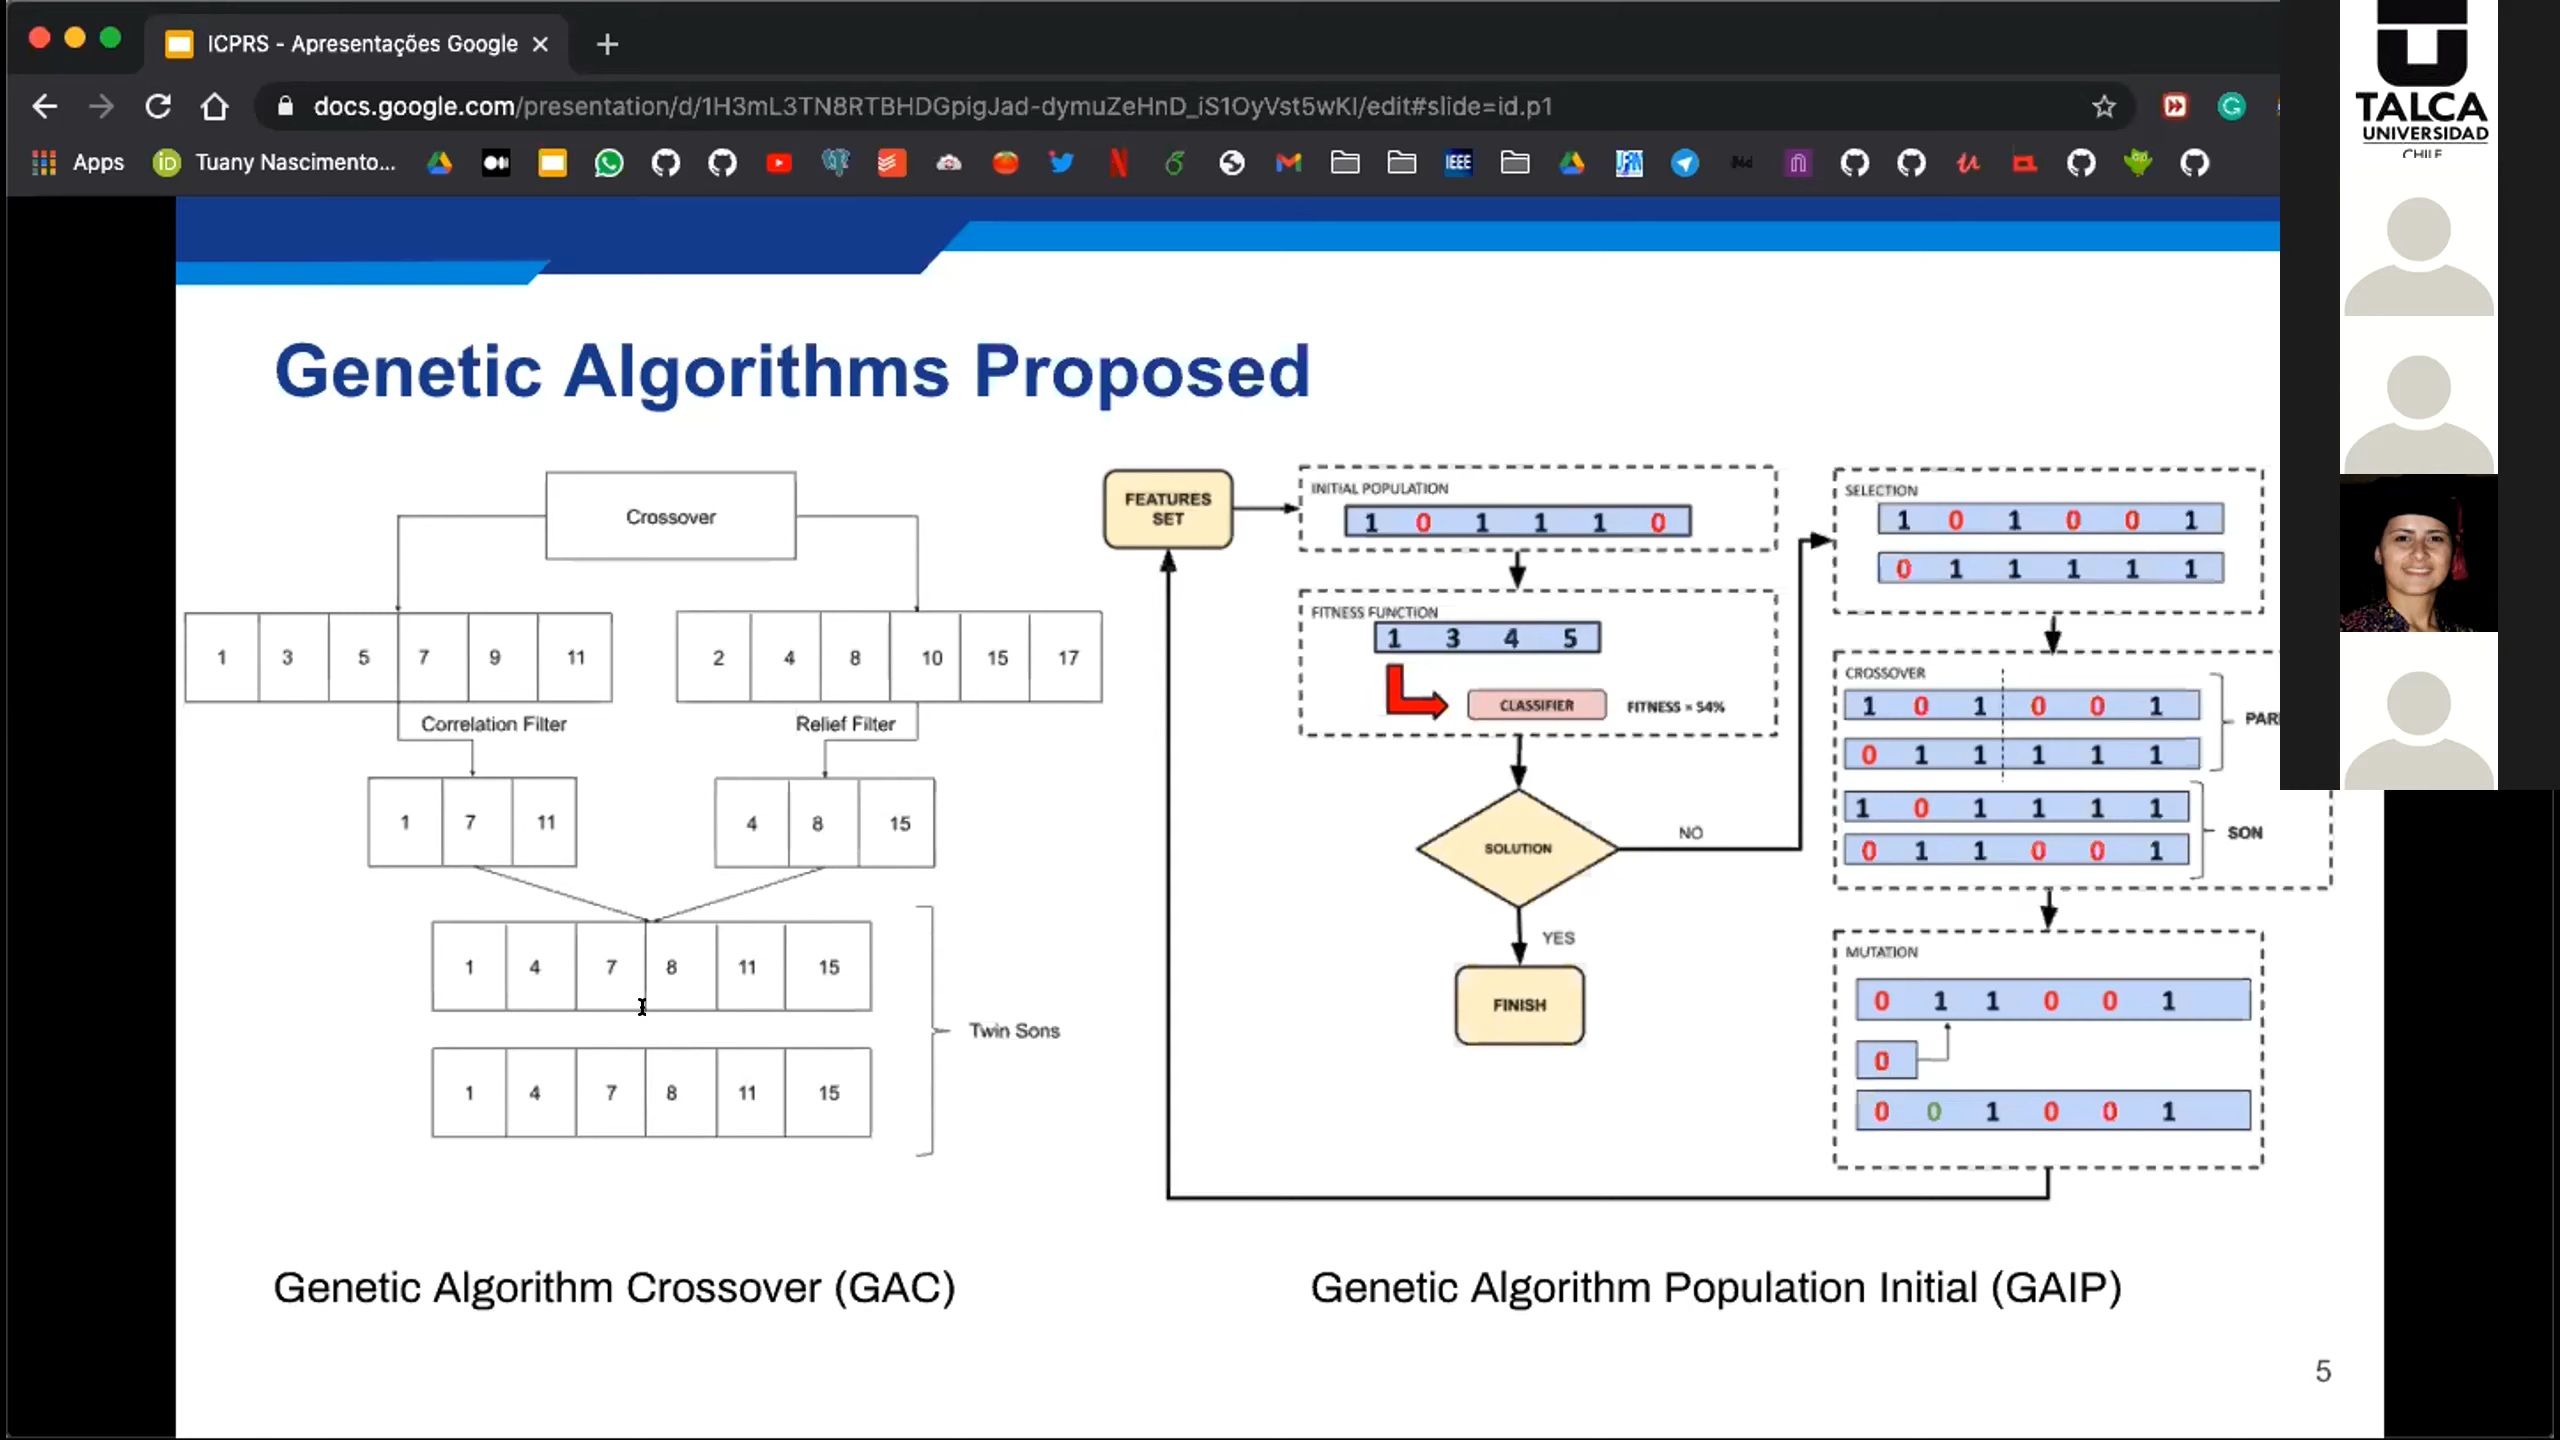 ICPRS - Apresentações Google
docs.google.com/presentation/d/1H3mL3TN8RTBHDGpigJad-dymuZeHnD_iS1OyVst5wKI/edit#slide=id.p1
Apps
Tuany Nascimento...
IEEE
TALCA
UNIVERSIDAD
CHILE
Genetic Algorithms Proposed
Crossover
1 3 5 7 9 11
2 4 8 10 15 17
Correlation Filter
Relief Filter
1 7 11
4 8 15
1 4 7 8 11 15
1 4 7 8 11 15
Twin Sons
Genetic Algorithm Crossover (GAC)
FEATURES
SET
INITIAL POPULATION
1 0 1 1 1 0
FITNESS FUNCTION
1 3 4 5
CLASSIFIER
FITNESS = 54%
SOLUTION
NO
YES
FINISH
SELECTION
1 0 1 0 0 1
0 1 1 1 1 1
CROSSOVER
1 0 1 0 0 1
0 1 1 1 1 1
PAR
1 0 1 1 1 1
0 1 1 0 0 1
SON
MUTATION
0 1 1 0 0 1
0
0 0 1 0 0 1
Genetic Algorithm Population Initial (GAIP)
5